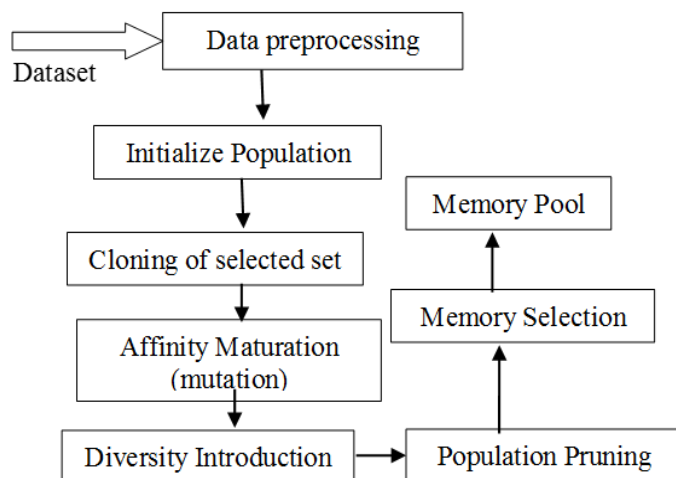 Data preprocessing
Dataset
Initialize Population
Cloning of selected set
Affinity Maturation
(mutation)
Diversity Introduction
Population Pruning
Memory Selection
Memory Pool